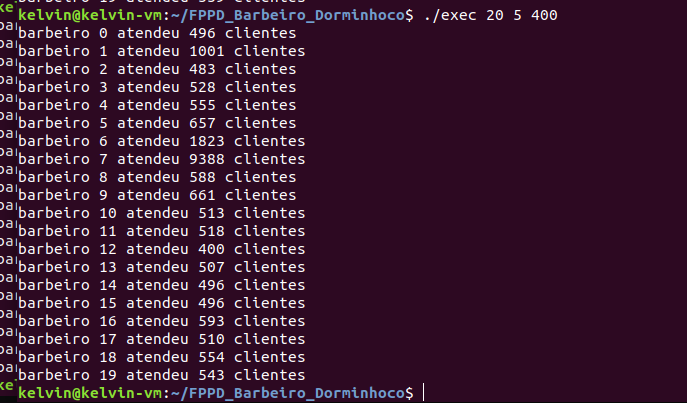 kelvin@kelvin-vm:~/FPPD_Barbeiro_Dorminhoco$ ./exec 20 5 400
barbeiro 0 atendeu 496 clientes
barbeiro 1 atendeu 1001 clientes
barbeiro 2 atendeu 483 clientes
barbeiro 3 atendeu 528 clientes
barbeiro 4 atendeu 555 clientes
barbeiro 5 atendeu 657 clientes
barbeiro 6 atendeu 1823 clientes
barbeiro 7 atendeu 9388 clientes
barbeiro 8 atendeu 588 clientes
barbeiro 9 atendeu 661 clientes
barbeiro 10 atendeu 513 clientes
barbeiro 11 atendeu 518 clientes
barbeiro 12 atendeu 400 clientes
barbeiro 13 atendeu 507 clientes
barbeiro 14 atendeu 496 clientes
barbeiro 15 atendeu 496 clientes
barbeiro 16 atendeu 593 clientes
barbeiro 17 atendeu 510 clientes
barbeiro 18 atendeu 554 clientes
barbeiro 19 atendeu 543 clientes
kelvin@kelvin-vm:~/FPPD_Barbeiro_Dorminhoco$